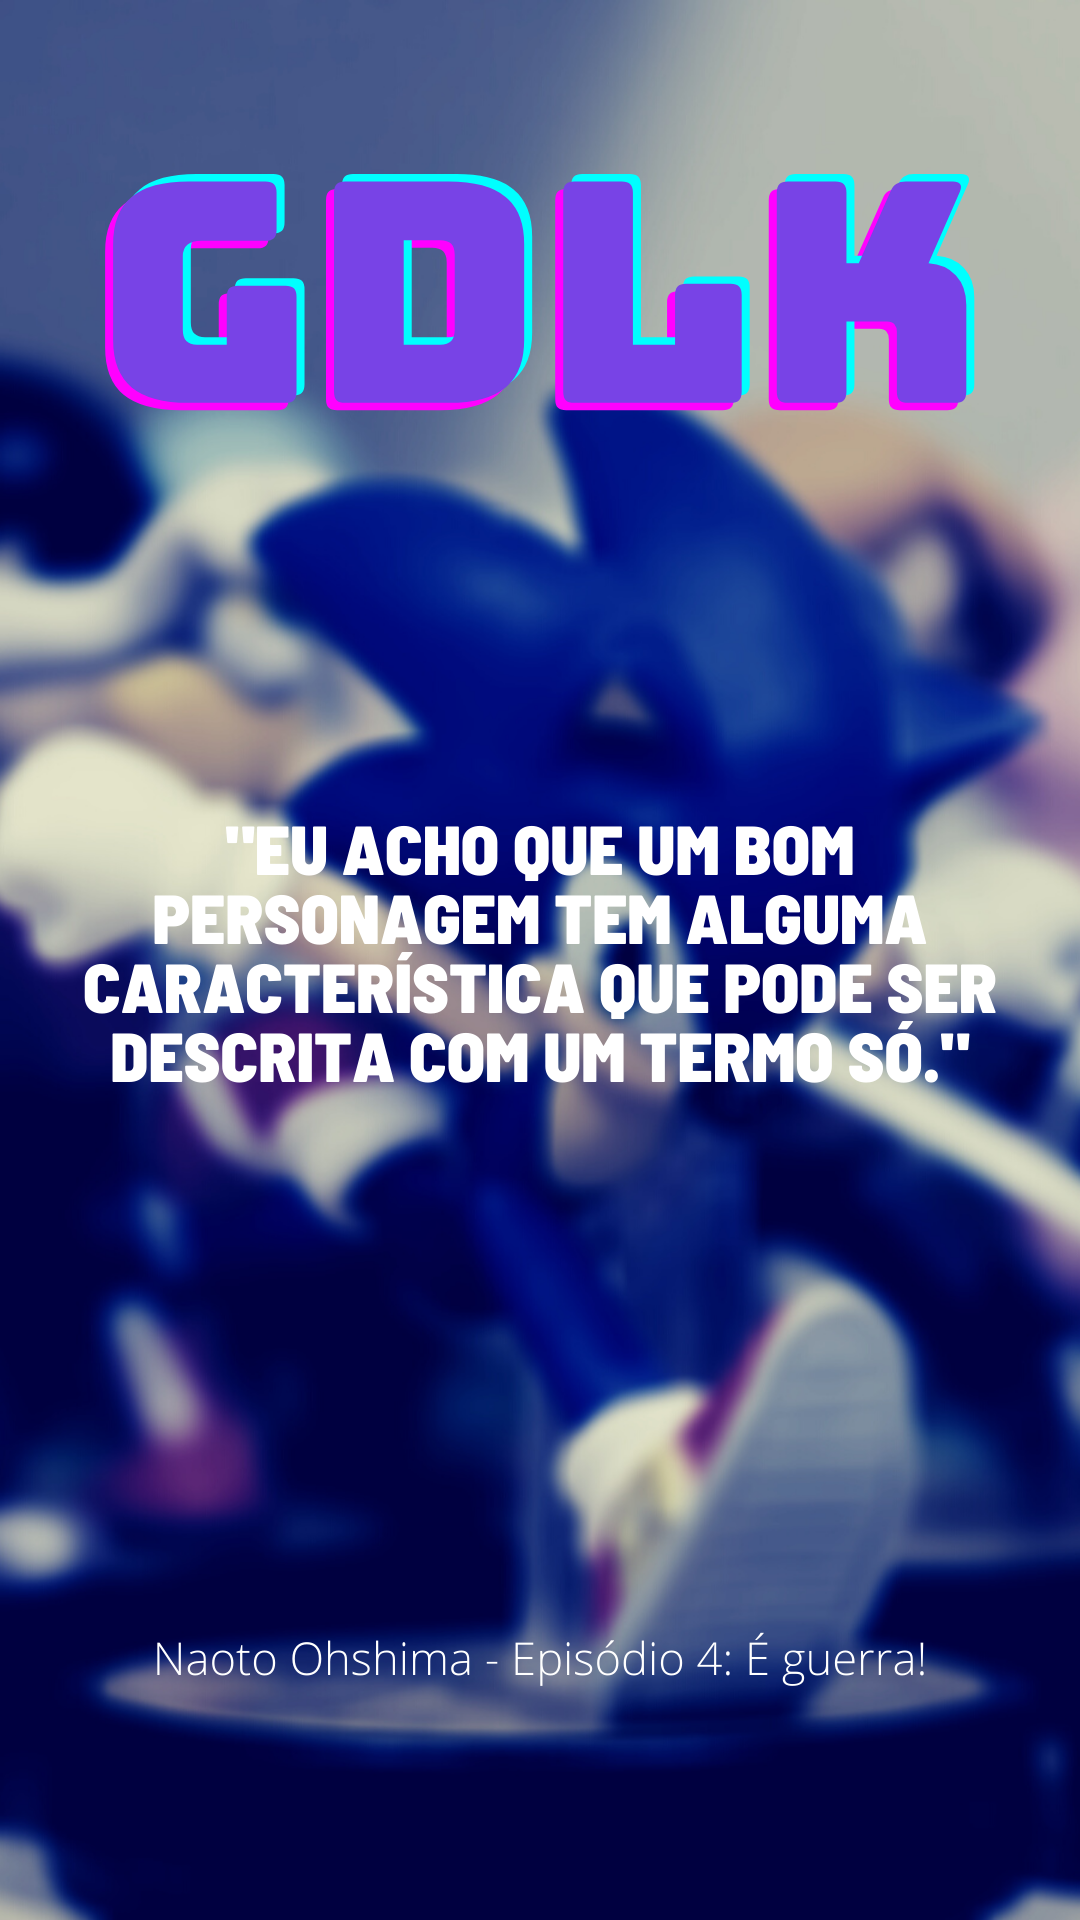 GDLK
"EU ACHO QUE UM BOM
PERSONAGEM TEM ALGUMA
CARACTERÍSTICA QUE PODE SER
DESCRITA COM UM TERMO SÓ."
Naoto Ohshima - Episódio 4: É guerra!